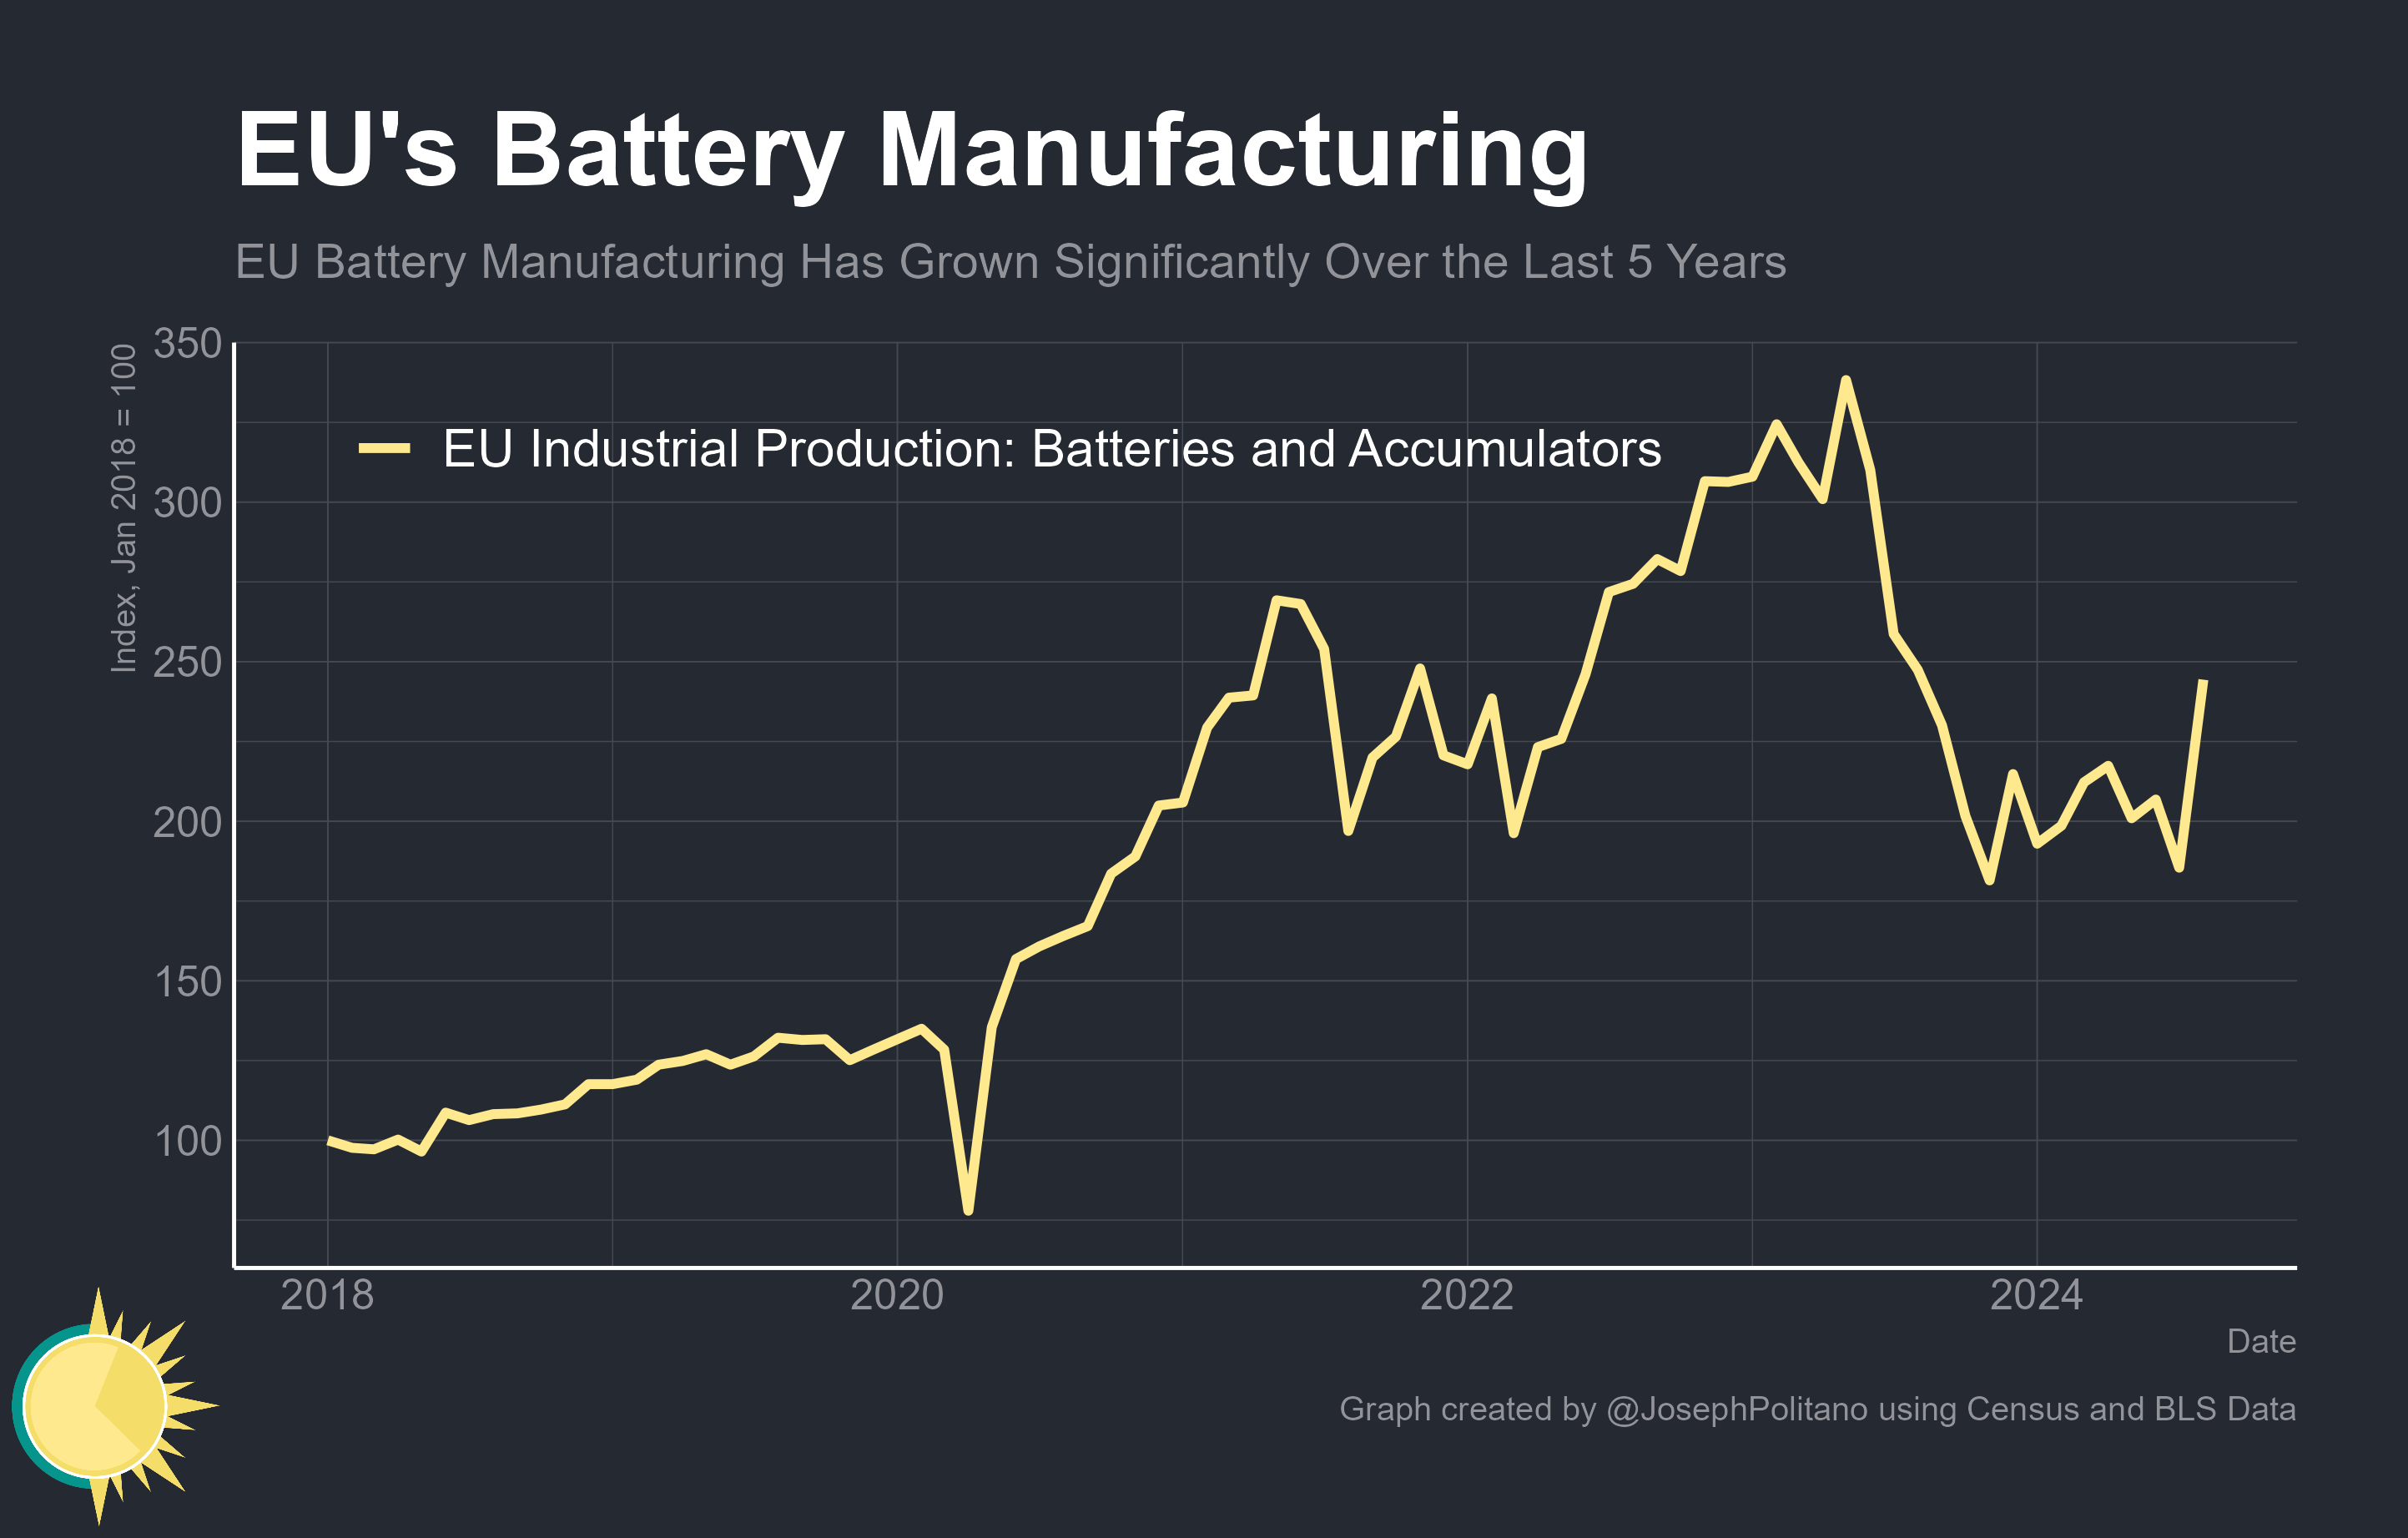 EU's Battery Manufacturing
EU Battery Manufacturing Has Grown Significantly Over the Last 5 Years
Index, Jan 2018 = 100
350
300
250
200
150
100
EU Industrial Production: Batteries and Accumulators
2018
2020
2022
2024
Date
Graph created by @JosephPolitano using Census and BLS Data